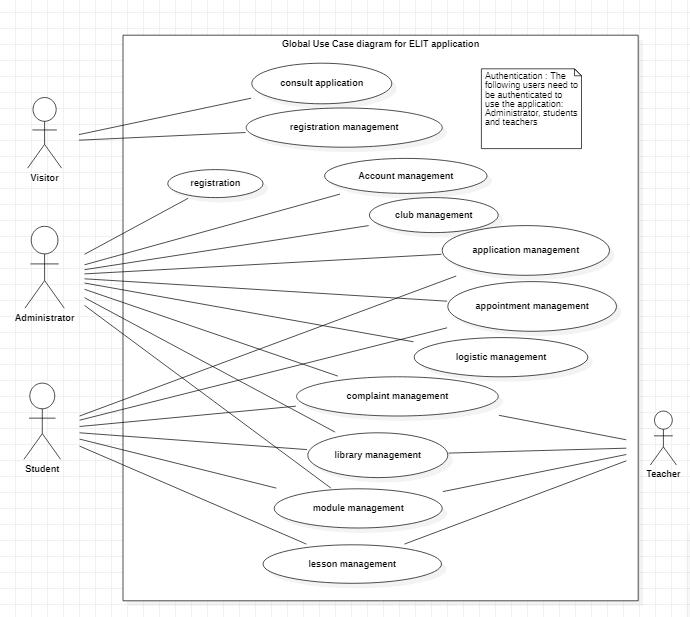 Global Use Case diagram for ELIT application
consult application
Authentication : The
following users need to
be authenticated to
use the application:
Administrator, students
and teachers
registration management
Visitor
registration
Account management
club management
application management
Administrator
appointment management
logistic management
complaint management
library management
Student
Teacher
module management
lesson management